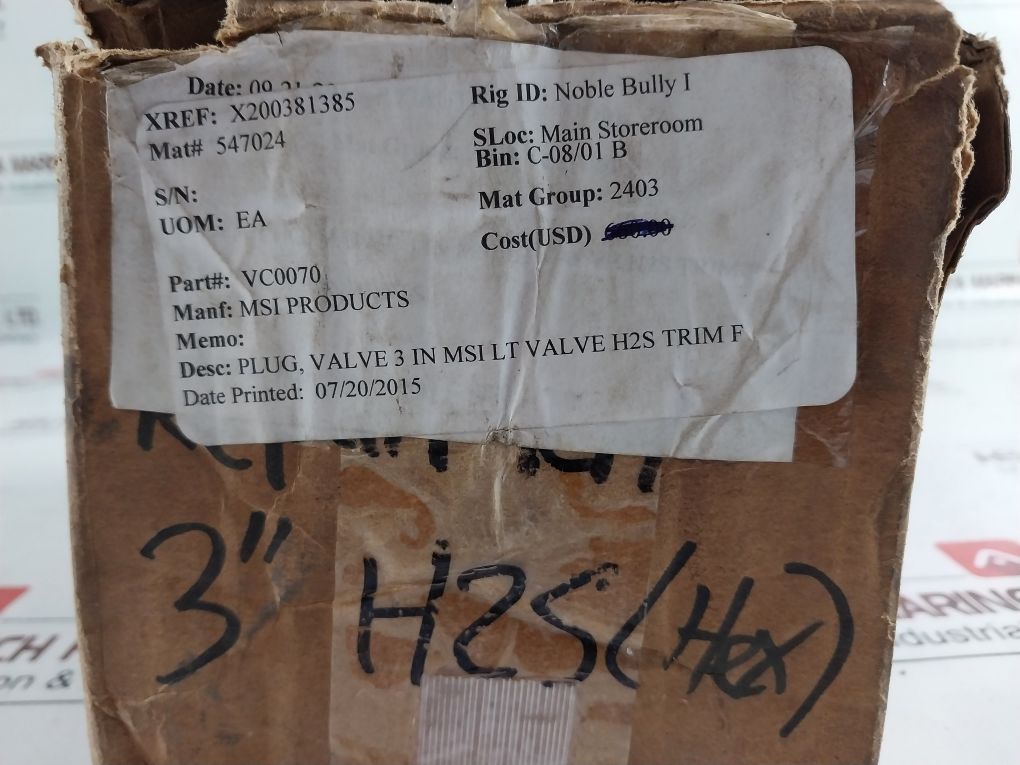 Date: 09
XREF: X200381385
Mat# 547024
S/N:
UOM: EA
Rig ID: Noble Bully I
SLoc: Main Storeroom
Bin: C-08/01 B
Mat Group: 2403
Cost(USD)
Part#: VC0070
Manf: MSI PRODUCTS
Memo:
Desc: PLUG, VALVE 3 IN MSI LT VALVE H2S TRIM F
Date Printed: 07/20/2015
3" H2S (Hex)